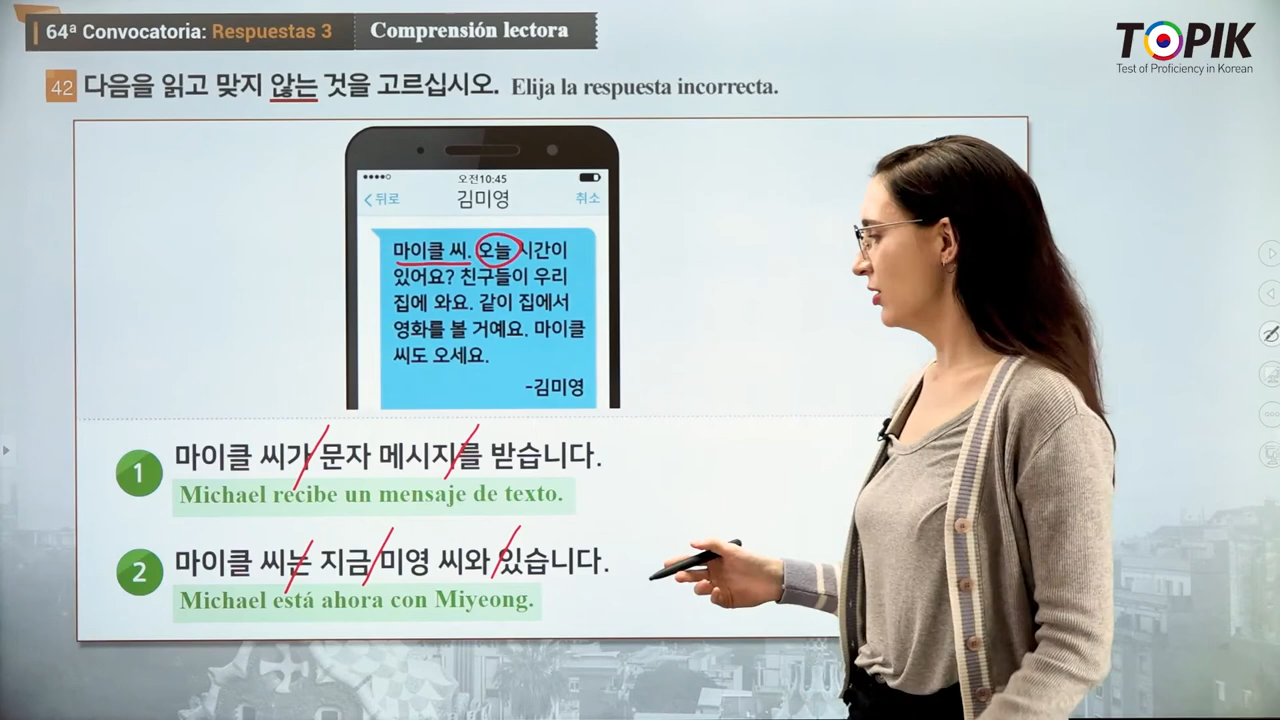 64ª Convocatoria: Respuestas 3 Comprensión lectora
TOPIK
Test of Proficiency in Korean
42 다음을 읽고 맞지 않는 것을 고르십시오. Elija la respuesta incorrecta.
오전10:45
뒤로 김미영 취소
마이클 씨. 오늘 시간이
있어요? 친구들이 우리
집에 와요. 같이 집에서
영화를 볼 거예요. 마이클
씨도 오세요.
-김미영
1 마이클 씨가 문자 메시지를 받습니다.
Michael recibe un mensaje de texto.
2 마이클 씨는 지금 미영 씨와 있습니다.
Michael está ahora con Miyeong.